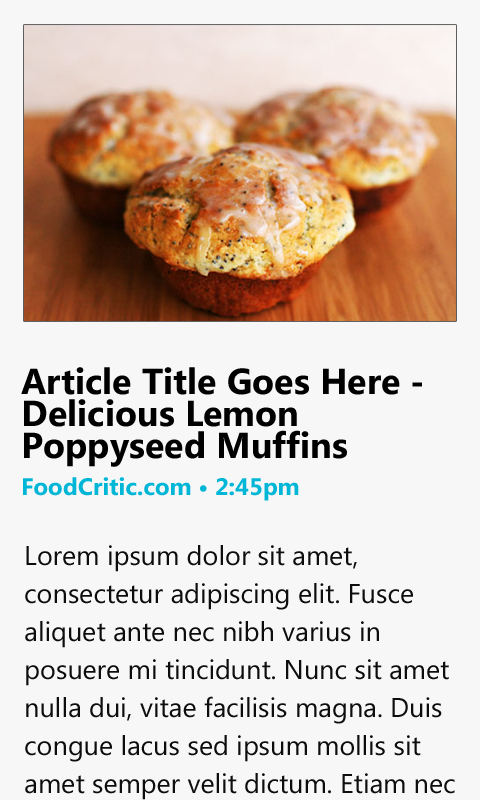 Article Title Goes Here -
Delicious Lemon
Poppyseed Muffins
FoodCritic.com • 2:45pm
Lorem ipsum dolor sit amet,
consectetur adipiscing elit. Fusce
aliquet ante nec nibh varius in
posuere mi tincidunt. Nunc sit amet
nulla dui, vitae facilisis magna. Duis
congue lacus sed ipsum mollis sit
amet semper velit dictum. Etiam nec